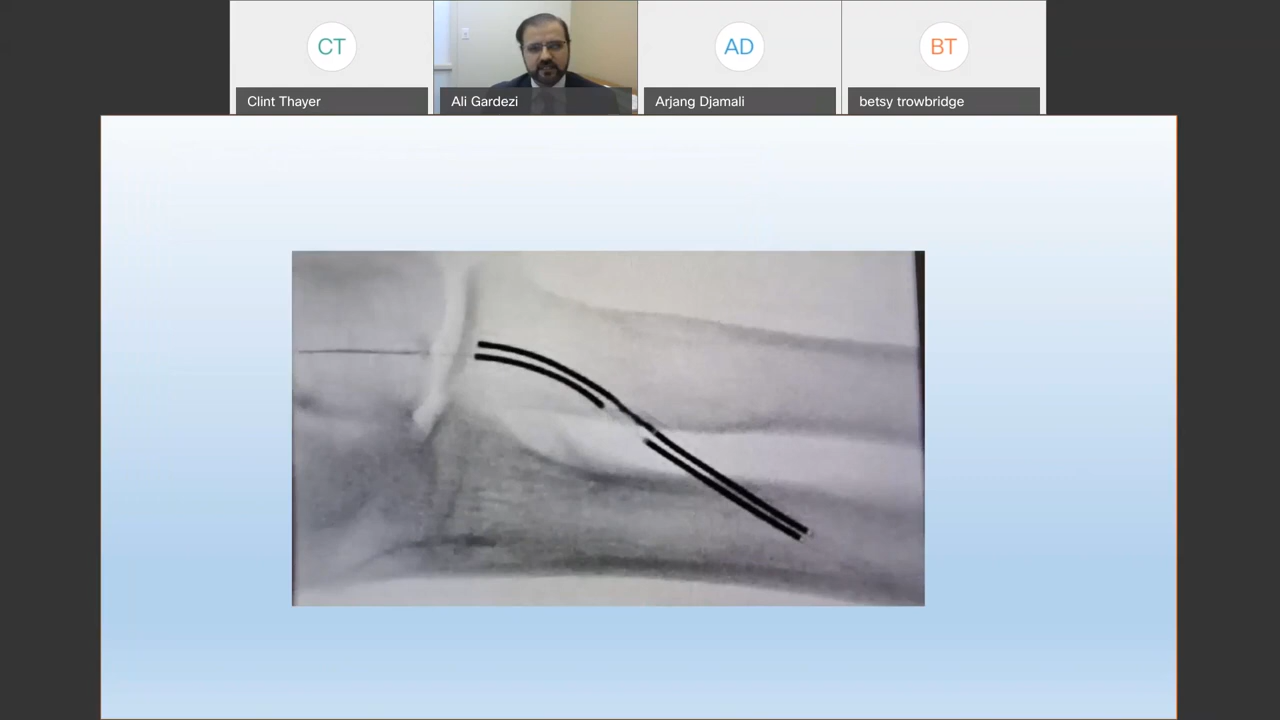 CT
Clint Thayer
Ali Gardezi
AD
Arjang Djamali
BT
betsy trowbridge